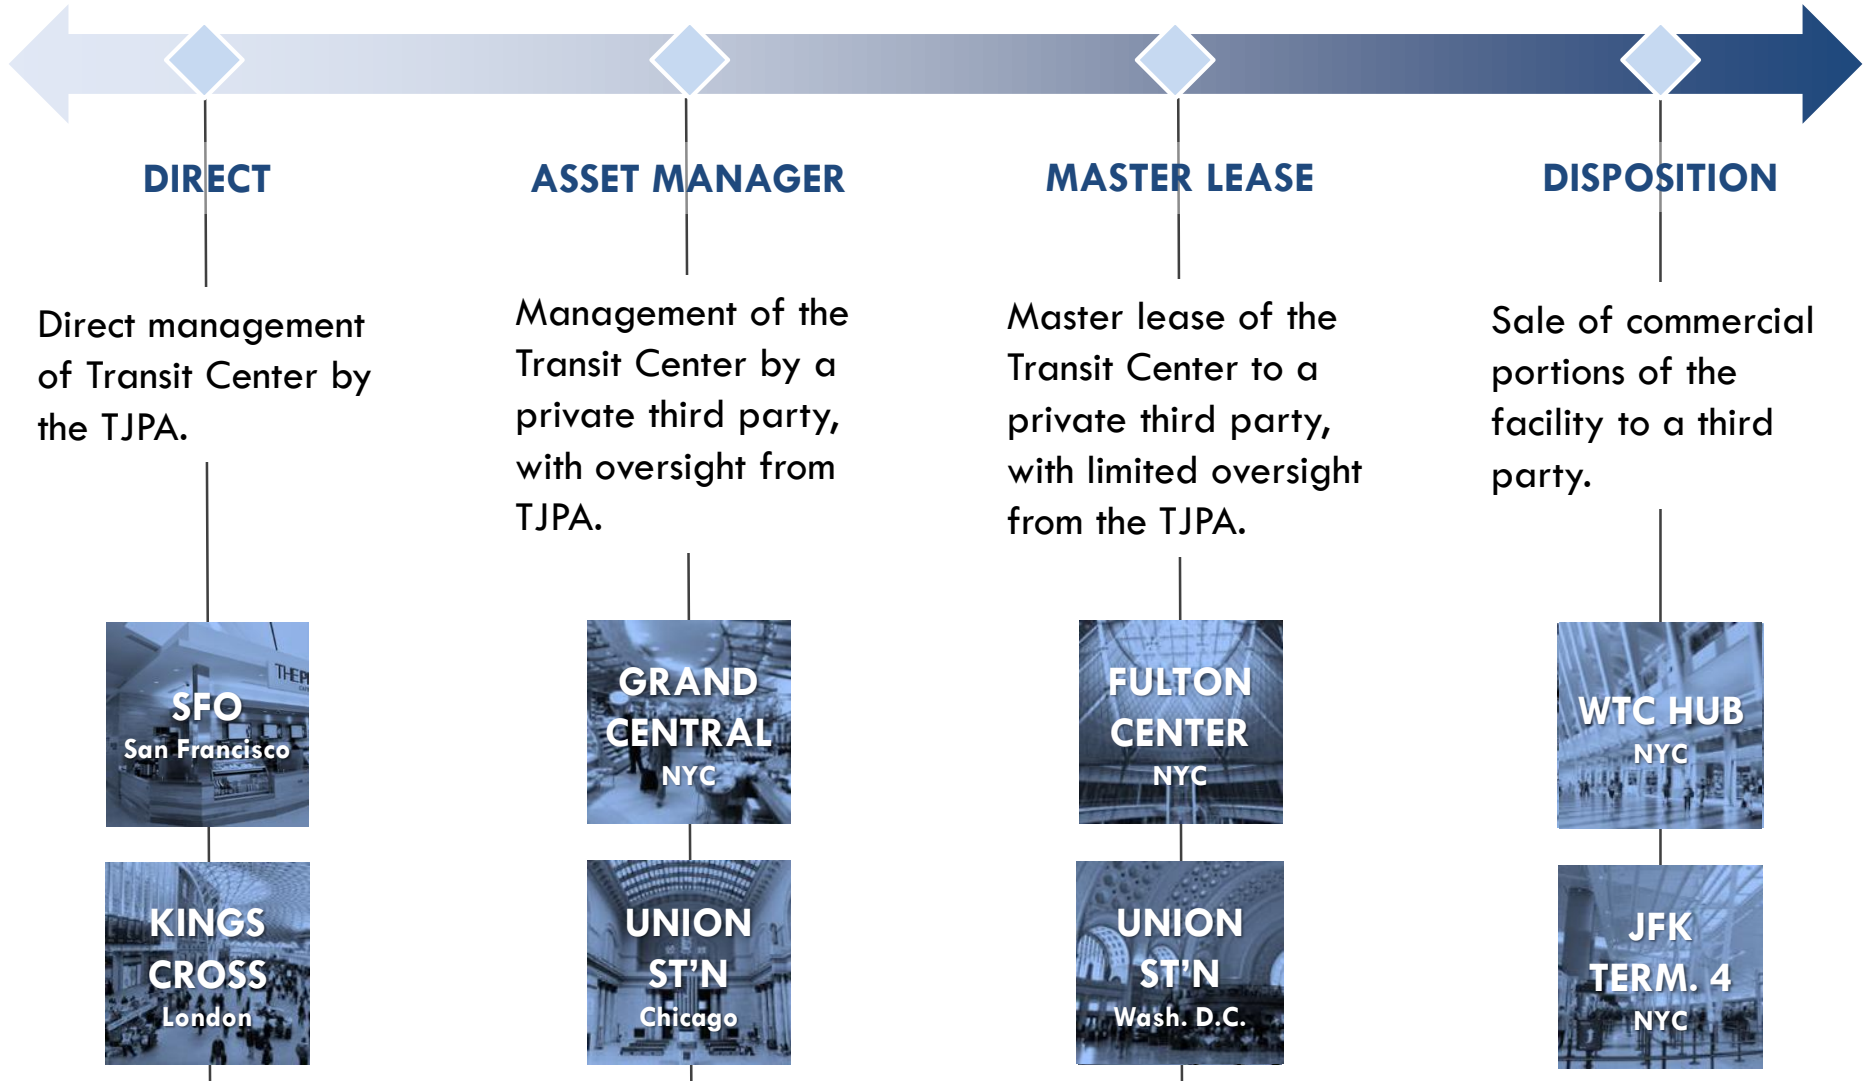 DIRECT
ASSET MANAGER
MASTER LEASE
DISPOSITION
Direct management
of Transit Center by
the TJPA.
Management of the
Transit Center by a
private third party,
with oversight from
TJPA.
Master lease of the
Transit Center to a
private third party,
with limited oversight
from the TJPA.
Sale of commercial
portions of the
facility to a third
party.
SFO
San Francisco
GRAND
CENTRAL
NYC
FULTON
CENTER
NYC
WTC HUB
NYC
KINGS
CROSS
London
UNION
ST’N
Chicago
UNION
ST’N
Wash. D.C.
JFK
TERM. 4
NYC